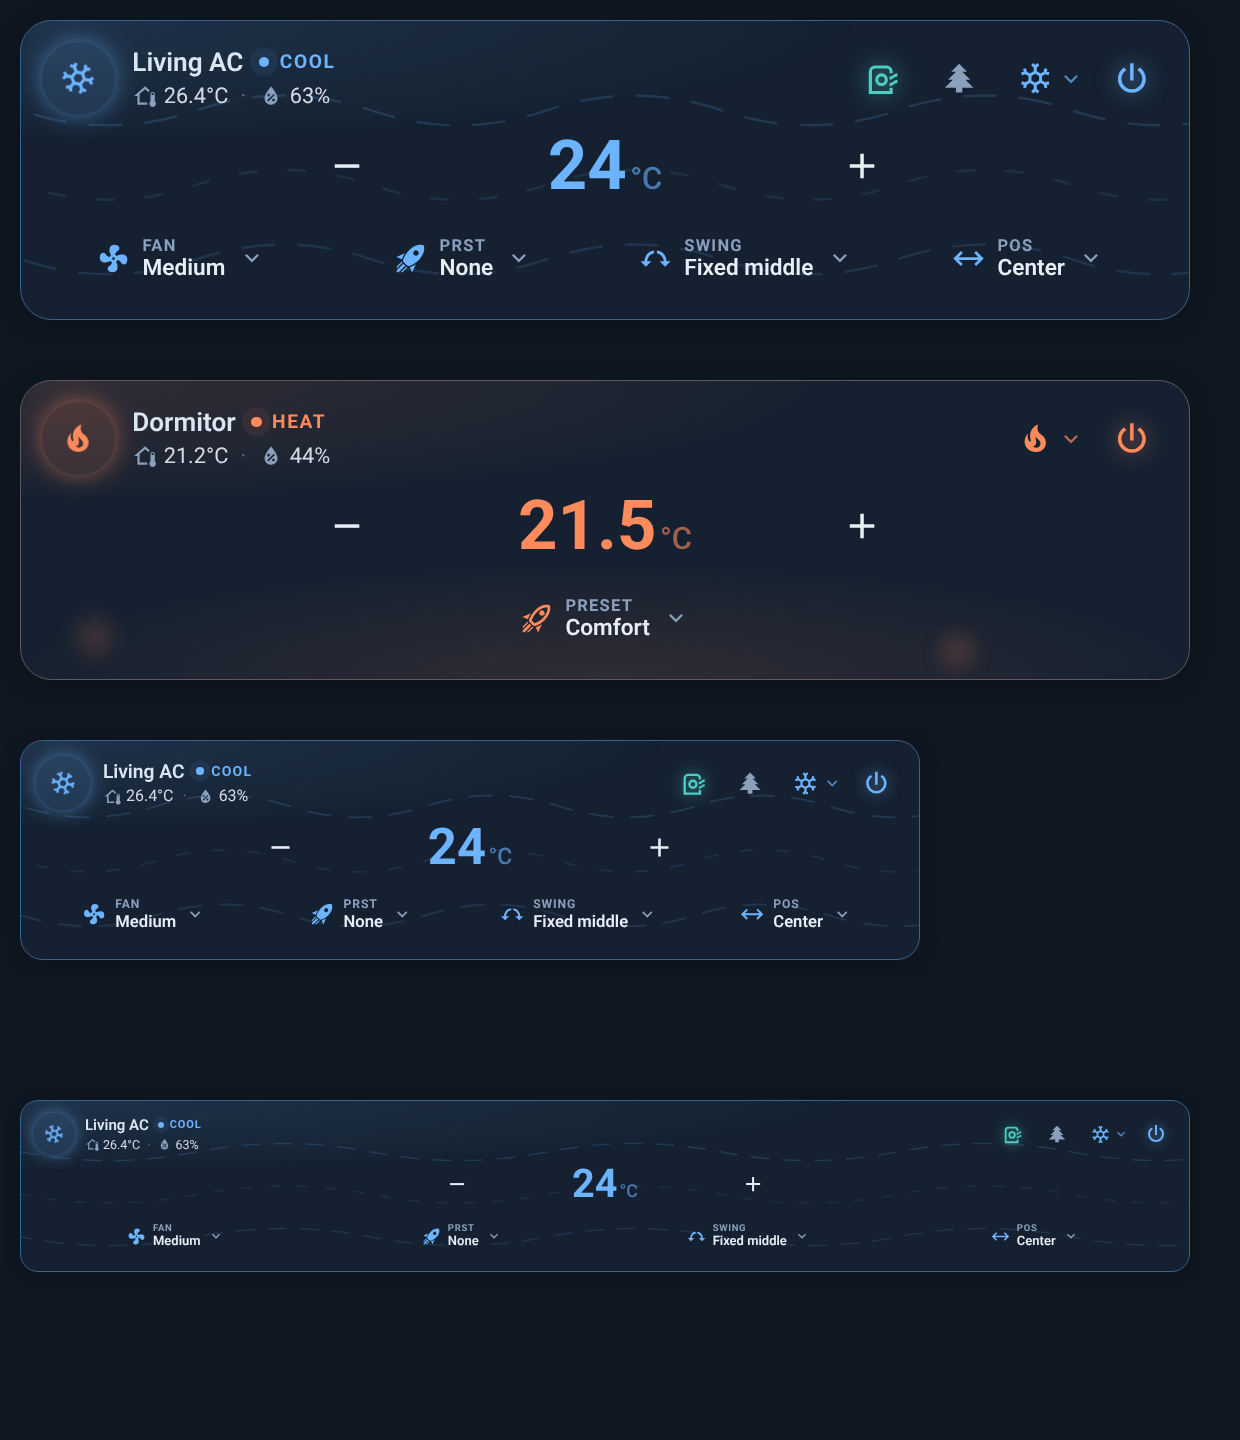 Living AC • COOL
26.4°C · 63%
− 24 °C +
FAN PRST SWING POS
Medium None Fixed middle Center
Dormitor • HEAT
21.2°C · 44%
− 21.5 °C +
PRESET
Comfort
Living AC • COOL
26.4°C · 63%
− 24 °C +
FAN PRST SWING POS
Medium None Fixed middle Center
Living AC • COOL
26.4°C · 63%
− 24 °C +
FAN PRST SWING POS
Medium None Fixed middle Center